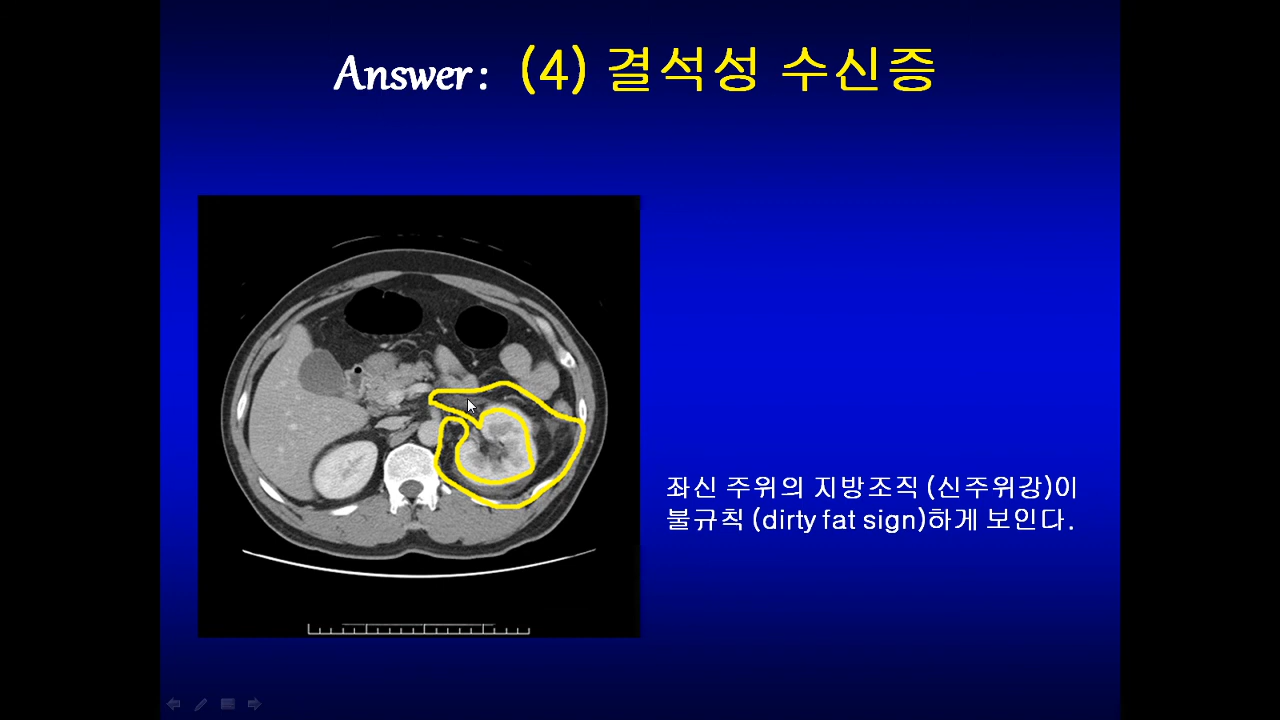 Answer : (4) 결석성 수신증
좌신 주위의 지방조직 (신주위강)이
불규칙 (dirty fat sign)하게 보인다.